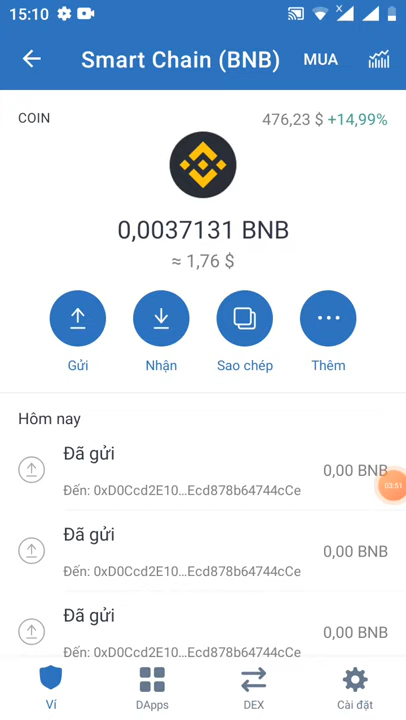 15:10
Smart Chain (BNB)
MUA
COIN
476,23 $ +14,99%
0,0037131 BNB
≈ 1,76 $
Gửi
Nhận
Sao chép
Thêm
Hôm nay
Đã gửi
0,00 BNB
Đến: 0xD0Ccd2E10...Ecd878b64744cCe
03:51
Đã gửi
0,00 BNB
Đến: 0xD0Ccd2E10...Ecd878b64744cCe
Đã gửi
0,00 BNB
Đến: 0xD0Ccd2E10...Ecd878b64744cCe
Ví
DApps
DEX
Cài đặt